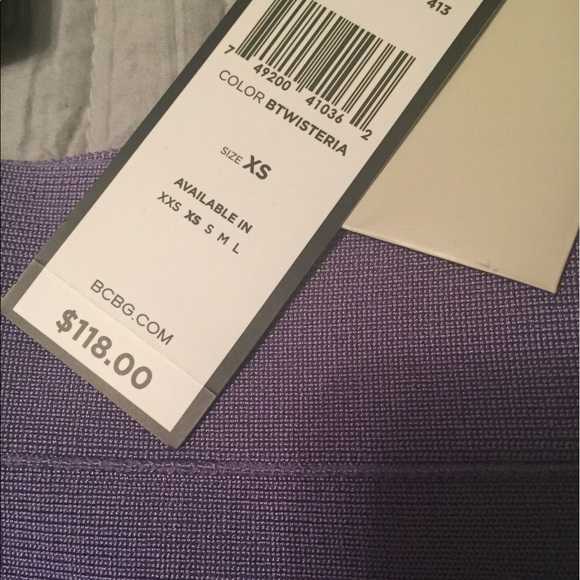 413
7 49200 41036 2
COLOR BTWISTERIA
SIZE XS
AVAILABLE IN
XXS XS S M L
BCBG.COM
$118.00